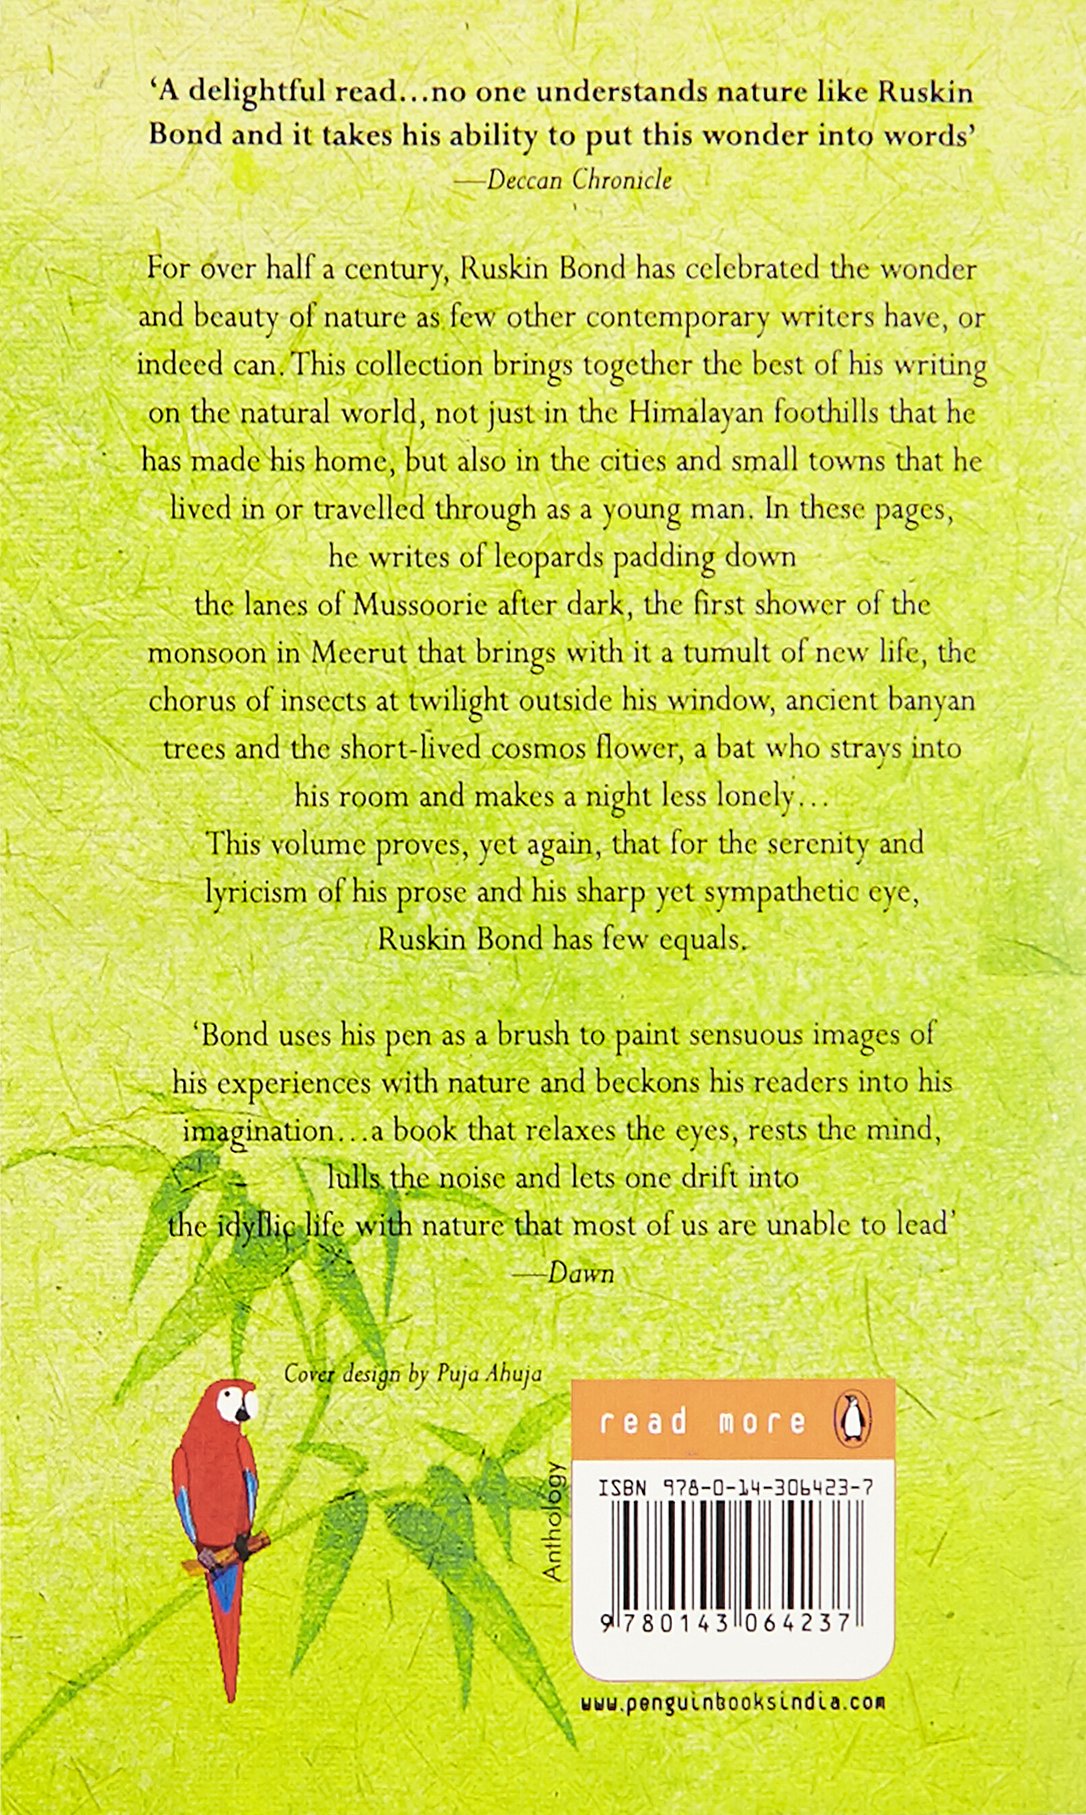 ‘A delightful read...no one understands nature like Ruskin
Bond and it takes his ability to put this wonder into words’
—Deccan Chronicle
For over half a century, Ruskin Bond has celebrated the wonder
and beauty of nature as few other contemporary writers have, or
indeed can. This collection brings together the best of his writing
on the natural world, not just in the Himalayan foothills that he
has made his home, but also in the cities and small towns that he
lived in or travelled through as a young man. In these pages,
he writes of leopards padding down
the lanes of Mussoorie after dark, the first shower of the
monsoon in Meerut that brings with it a tumult of new life, the
chorus of insects at twilight outside his window, ancient banyan
trees and the short-lived cosmos flower, a bat who strays into
his room and makes a night less lonely...
This volume proves, yet again, that for the serenity and
lyricism of his prose and his sharp yet sympathetic eye,
Ruskin Bond has few equals.
‘Bond uses his pen as a brush to paint sensuous images of
his experiences with nature and beckons his readers into his
imagination...a book that relaxes the eyes, rests the mind,
lulls the noise and lets one drift into
the idyllic life with nature that most of us are unable to lead’
—Dawn
Cover design by Puja Ahuja
read more
Anthology
ISBN 978-0-14-306423-7
9 780143 064237
www.penguinbooksindia.com